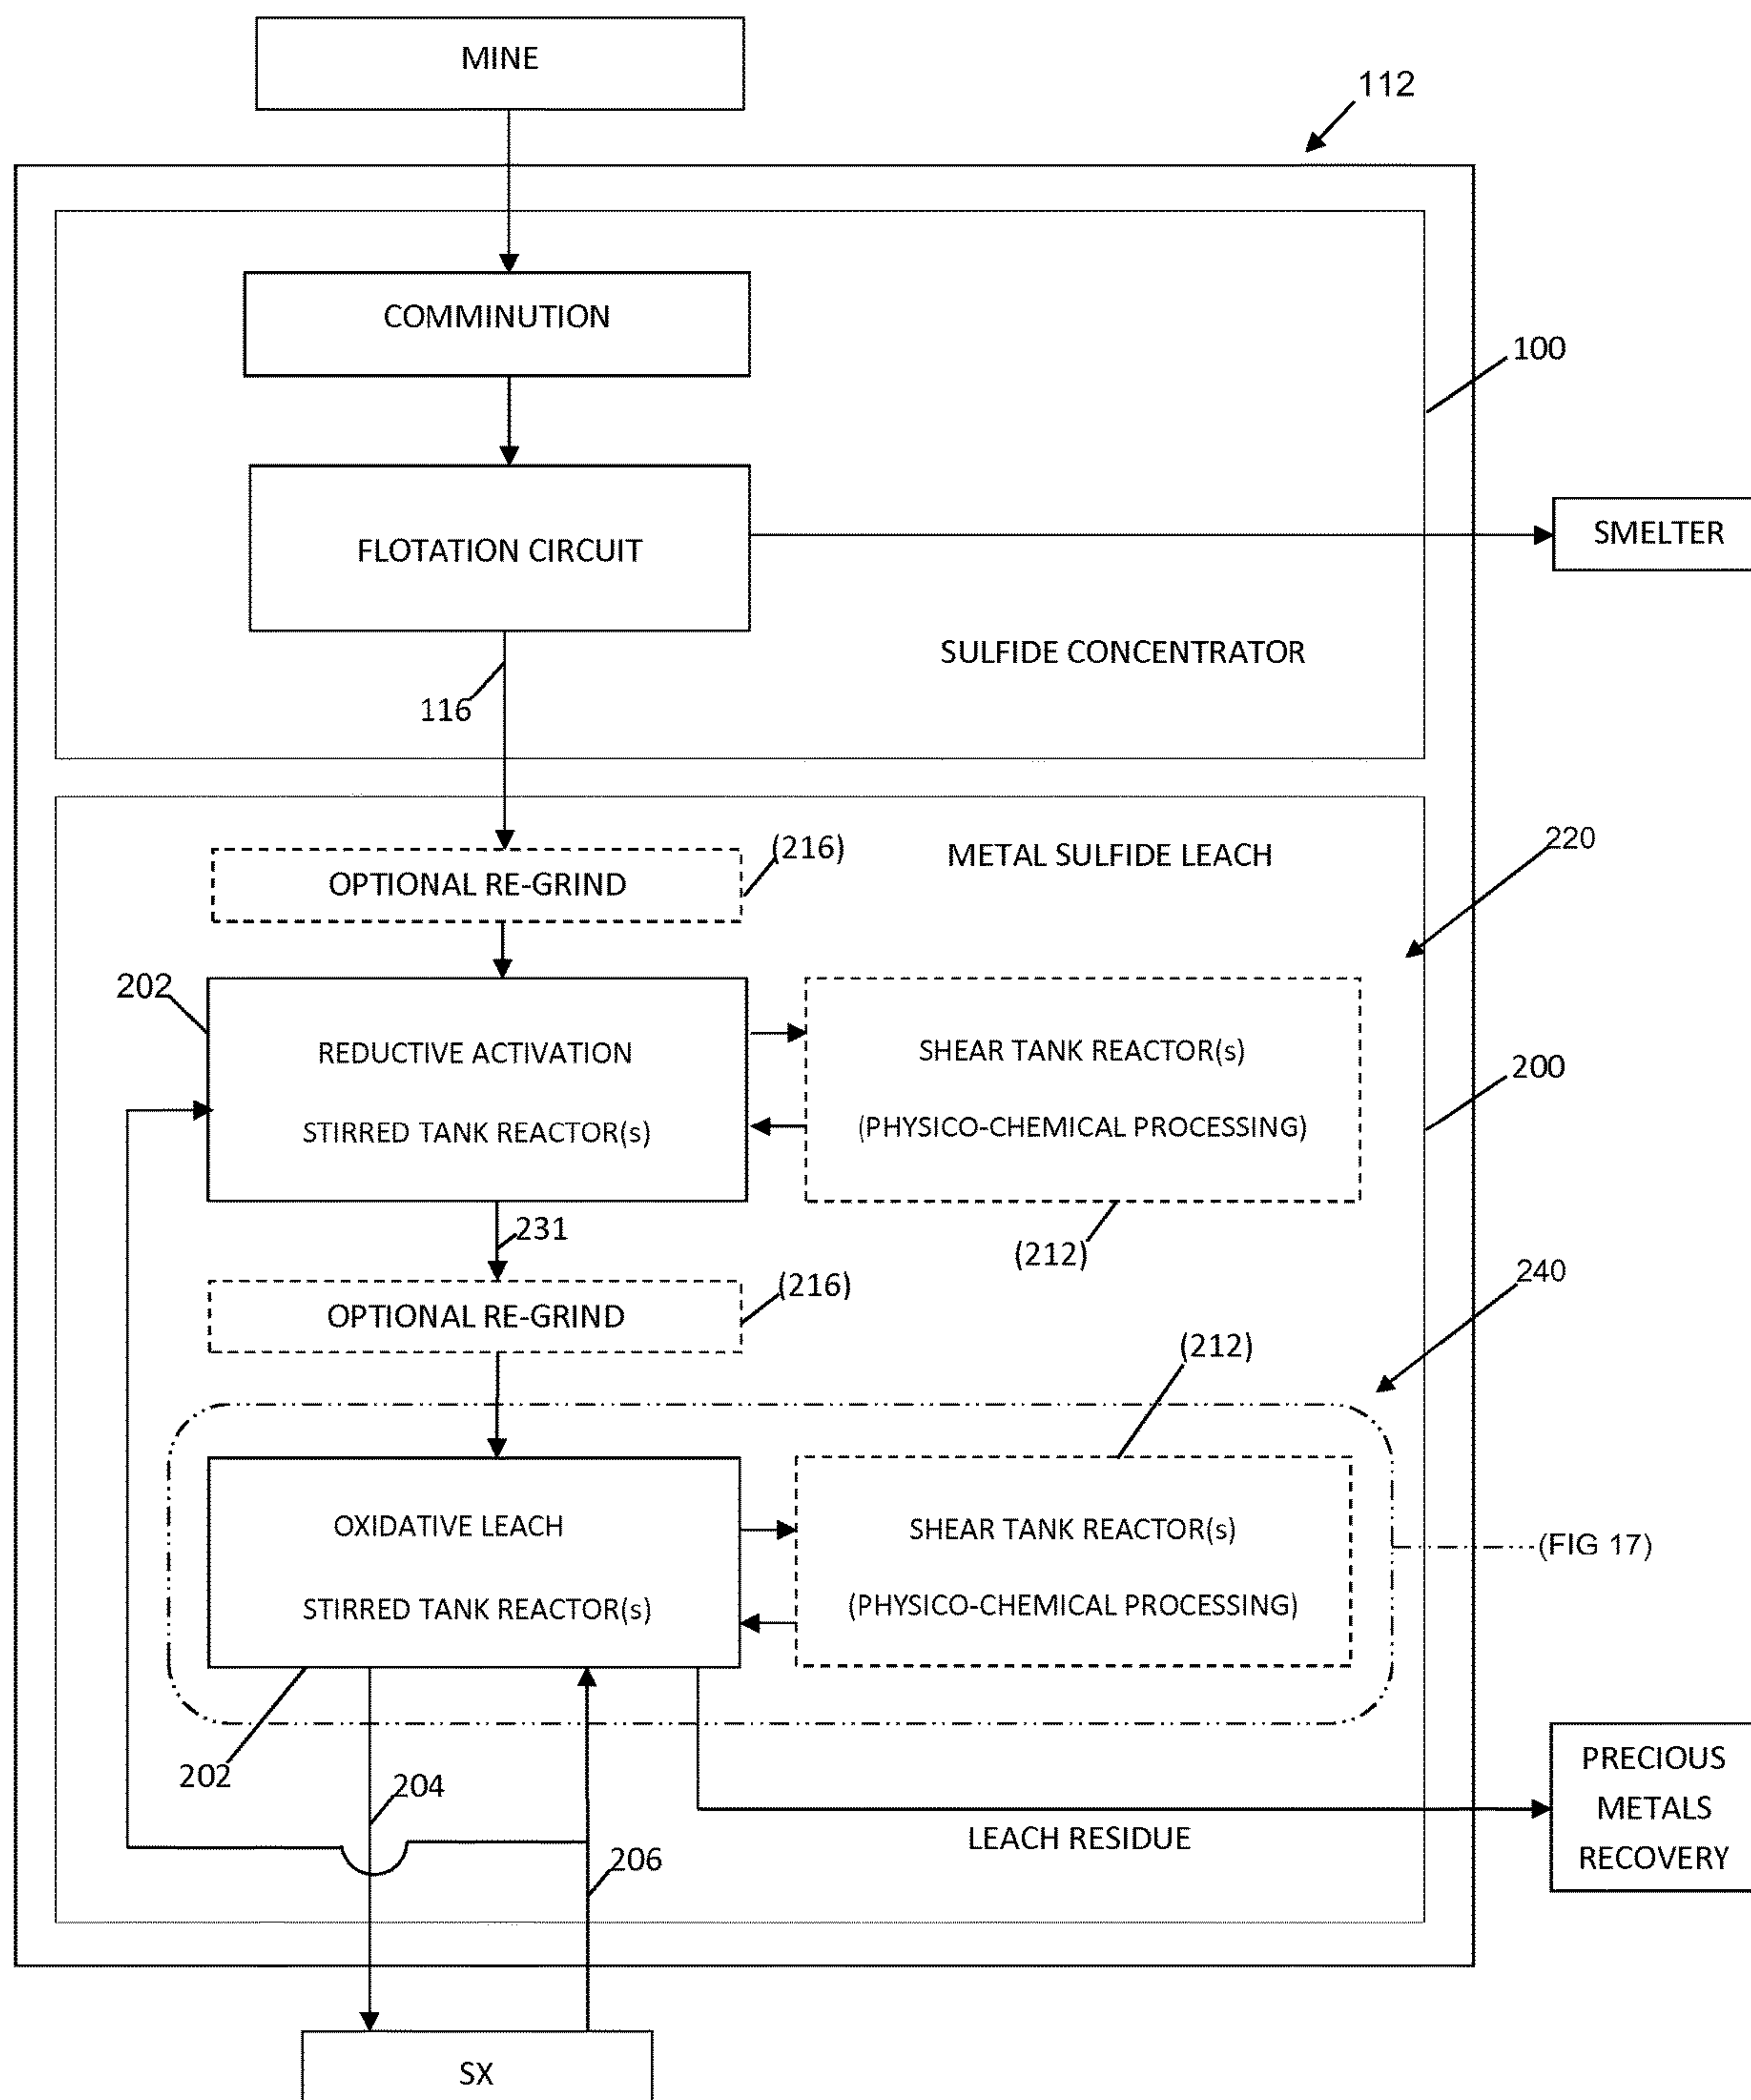 MINE
112
COMMINUTION
100
FLOTATION CIRCUIT
SMELTER
SULFIDE CONCENTRATOR
116
(216)
METAL SULFIDE LEACH
220
OPTIONAL RE-GRIND
202
REDUCTIVE ACTIVATION
STIRRED TANK REACTOR(s)
SHEAR TANK REACTOR(s)
(PHYSICO-CHEMICAL PROCESSING)
200
231
(212)
240
OPTIONAL RE-GRIND
(216)
(212)
OXIDATIVE LEACH
STIRRED TANK REACTOR(s)
SHEAR TANK REACTOR(s)
(PHYSICO-CHEMICAL PROCESSING)
(FIG 17)
202
204
206
LEACH RESIDUE
PRECIOUS
METALS
RECOVERY
SX